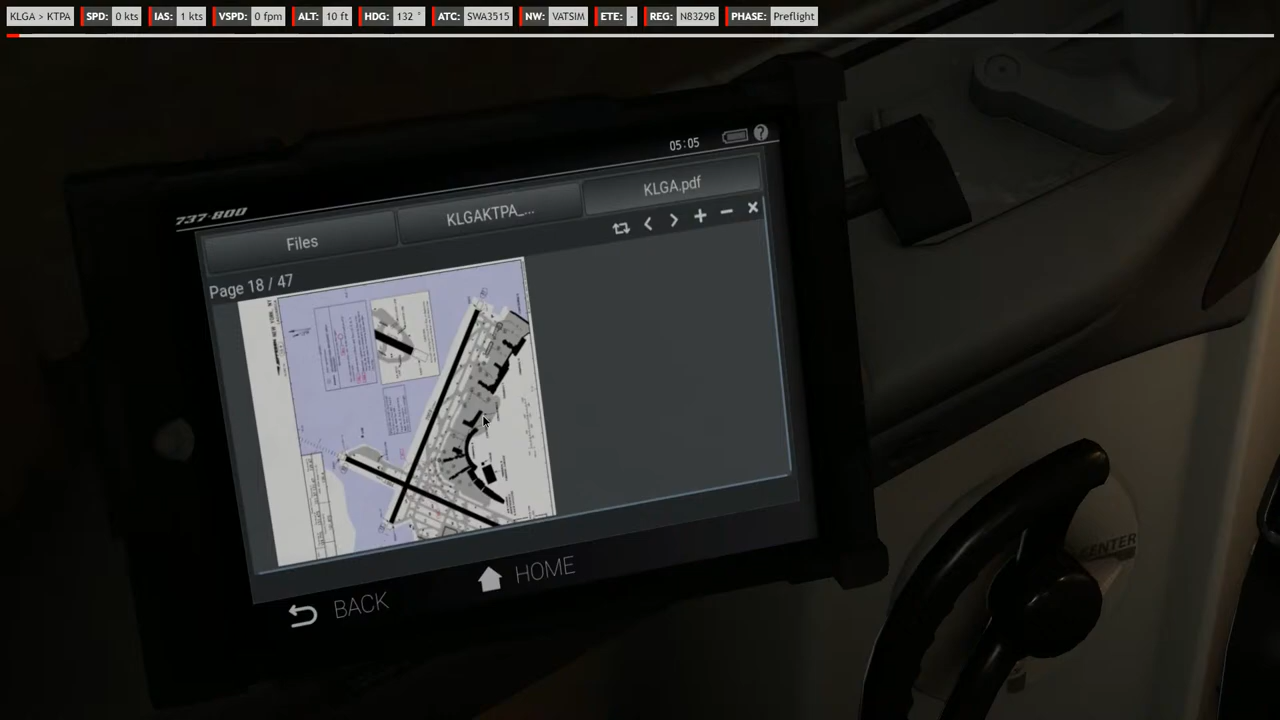 KLGA > KTPA SPD: 0 kts IAS: 1 kts VSPD: 0 fpm ALT: 10 ft HDG: 132 ° ATC: SWA3515 NW: VATSIM ETE: - REG: N8329B PHASE: Preflight
05:05 ?
737-800
Files KLGAKTPA_... KLGA.pdf
Page 18 / 47
BACK HOME
CENTER